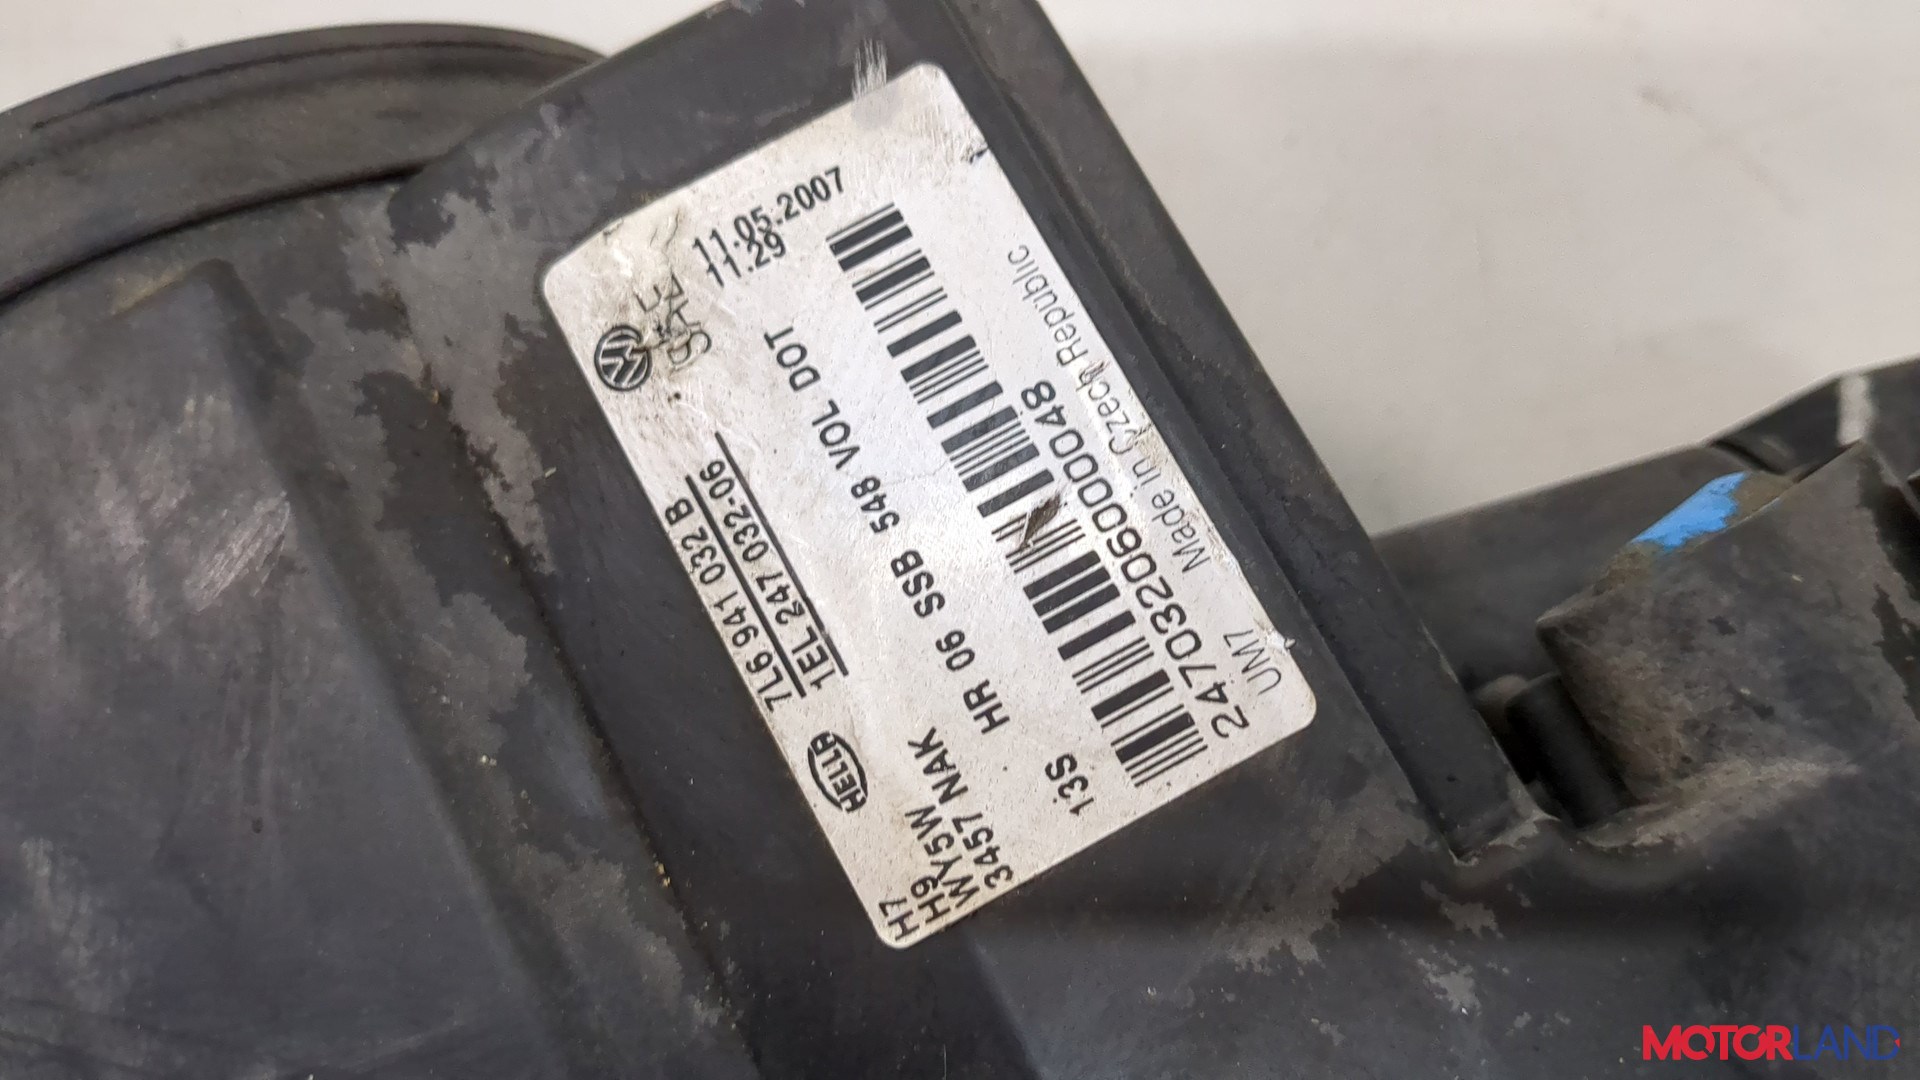 HELLA
7L6 941 032 B
1EL 247 032-06
SAE
11.05.2007
11.29
H7
H9
WY5W
3457 NAK
HR 06 SSB 548 VOL DOT
13S
2470320600048
UM7
Made in Czech Republic
MOTORLAND